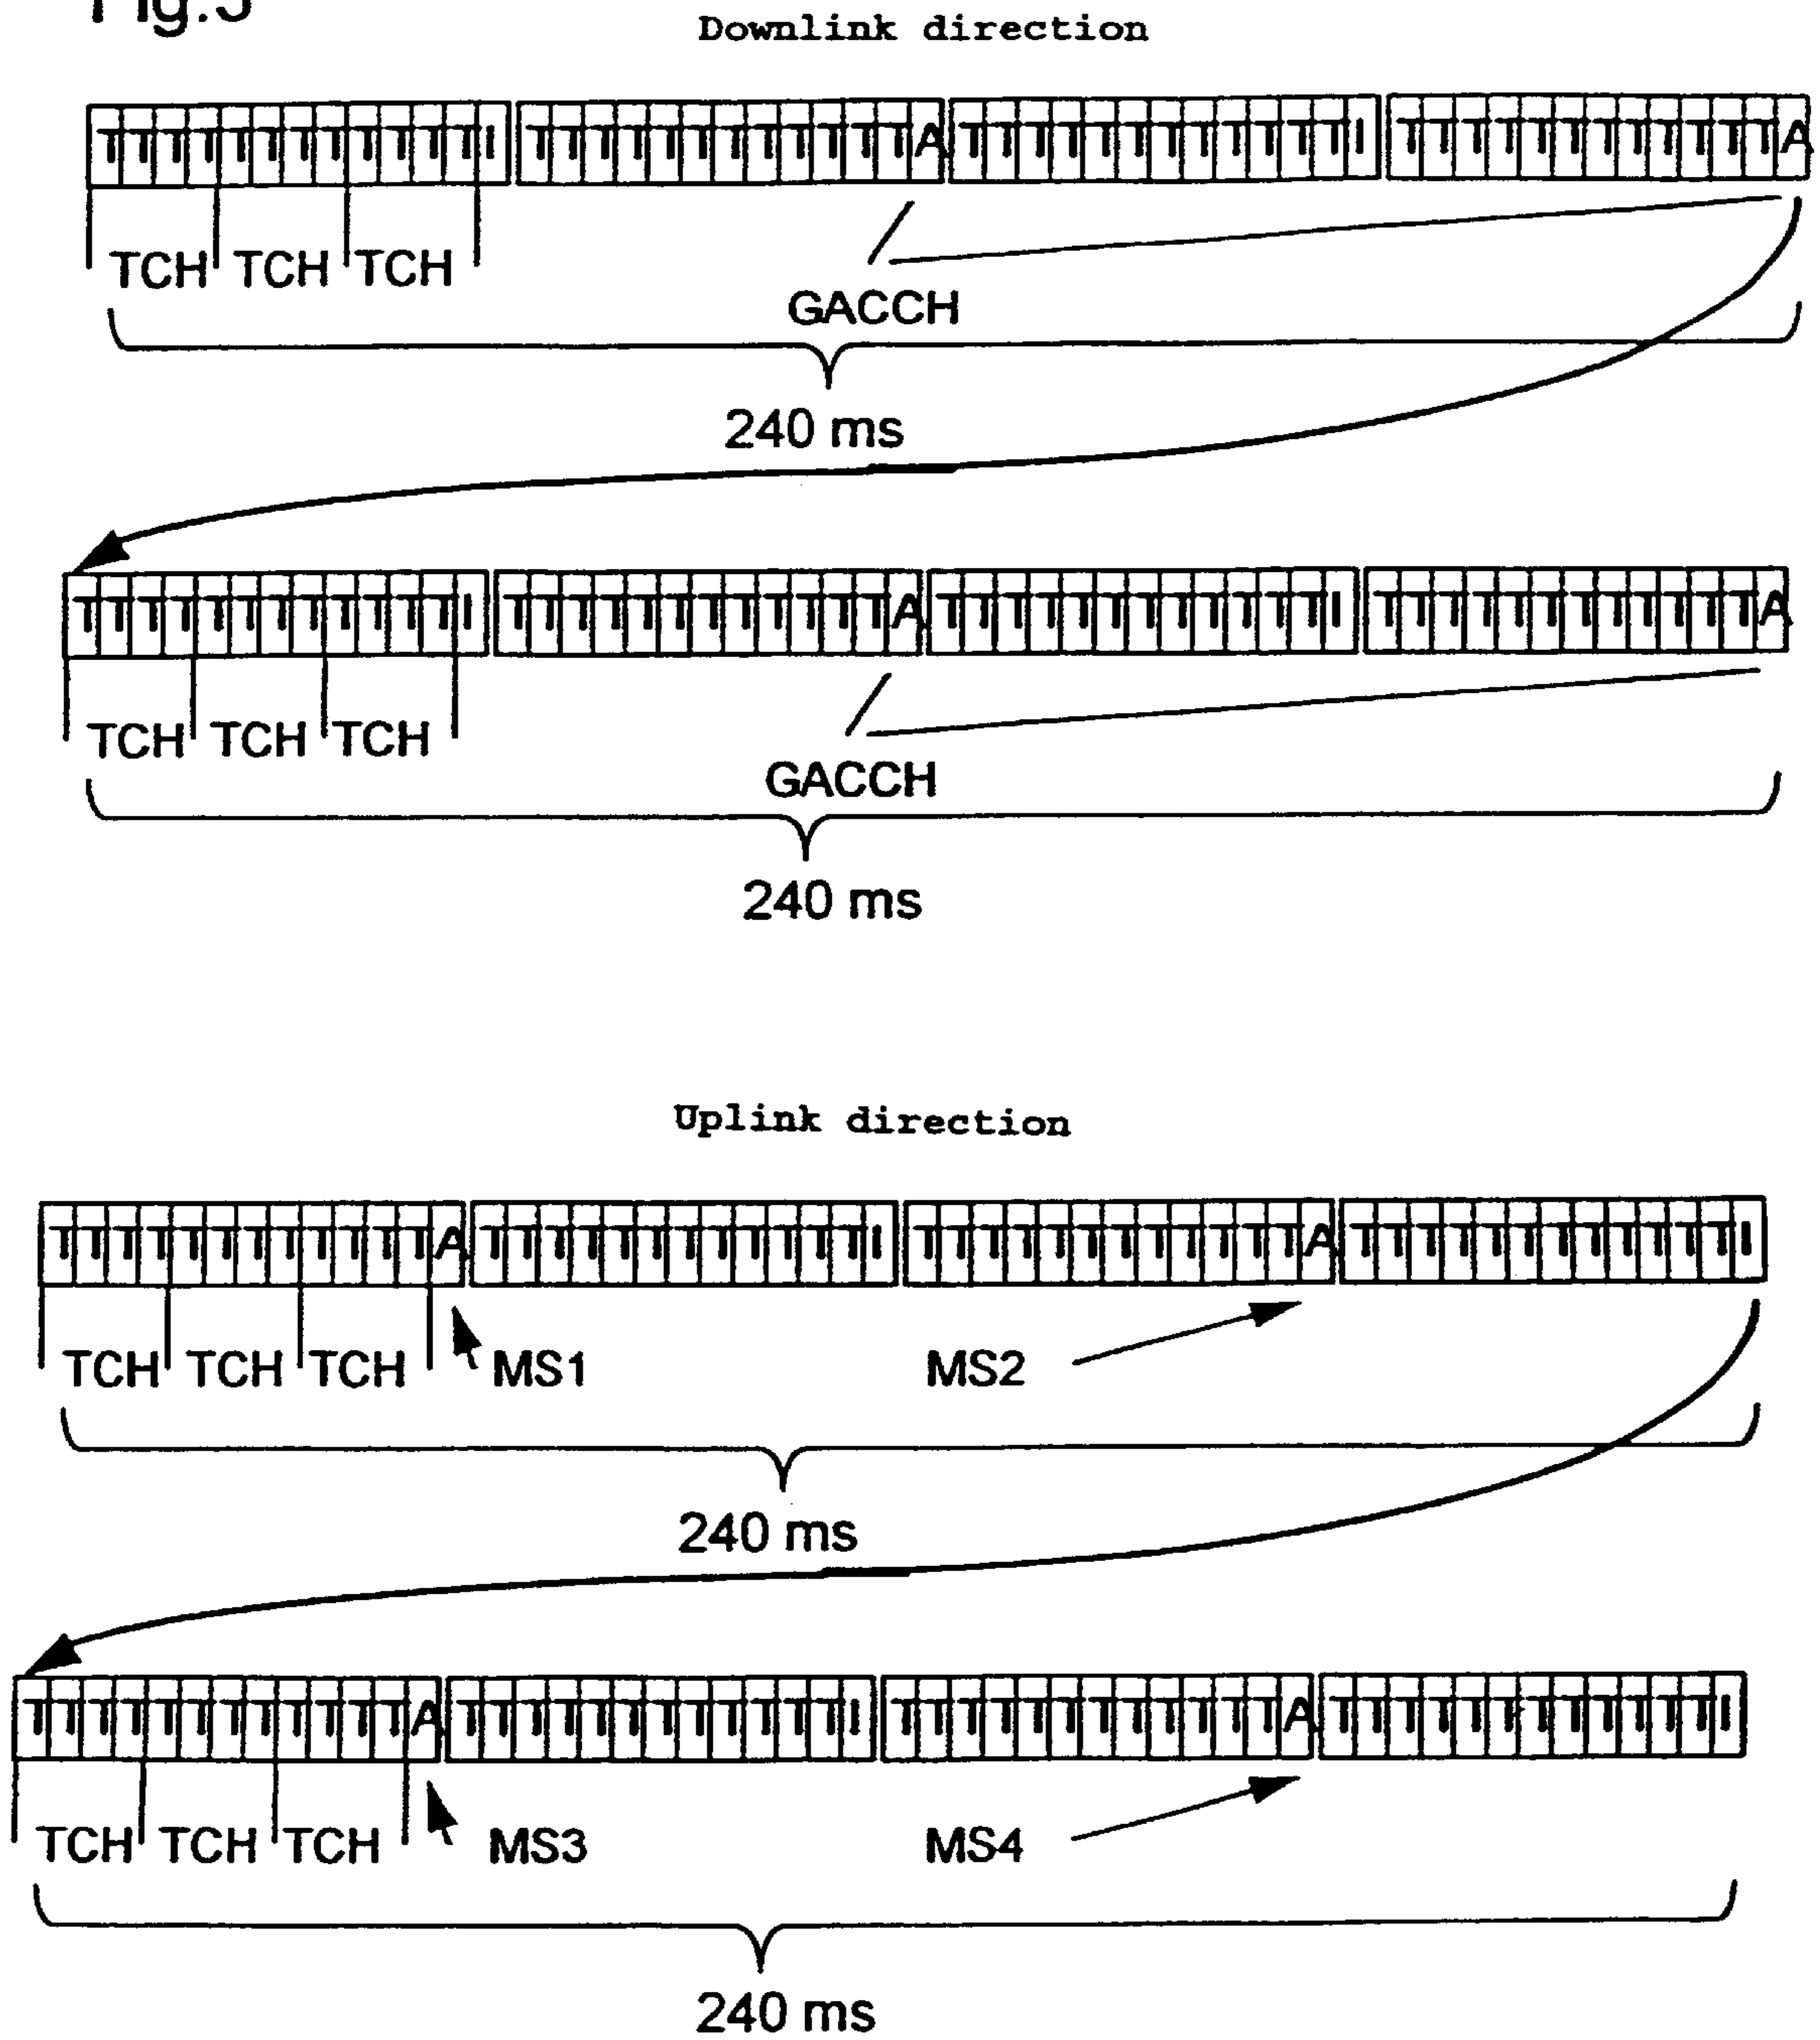 Fig.
Downlink direction
TTTTTTTTTTTTI TTTTTTTTTTTTA TTTTTTTTTTTTI TTTTTTTTTTTTA
TCH TCH TCH
GACCH
240 ms
TTTTTTTTTTTTI TTTTTTTTTTTTA TTTTTTTTTTTTI TTTTTTTTTTTTA
TCH TCH TCH
GACCH
240 ms
Uplink direction
TTTTTTTTTTTTA TTTTTTTTTTTTI TTTTTTTTTTTTA TTTTTTTTTTTTI
TCH TCH TCH MS1 MS2
240 ms
TTTTTTTTTTTTA TTTTTTTTTTTTI TTTTTTTTTTTTA TTTTTTTTTTTTI
TCH TCH TCH MS3 MS4
240 ms